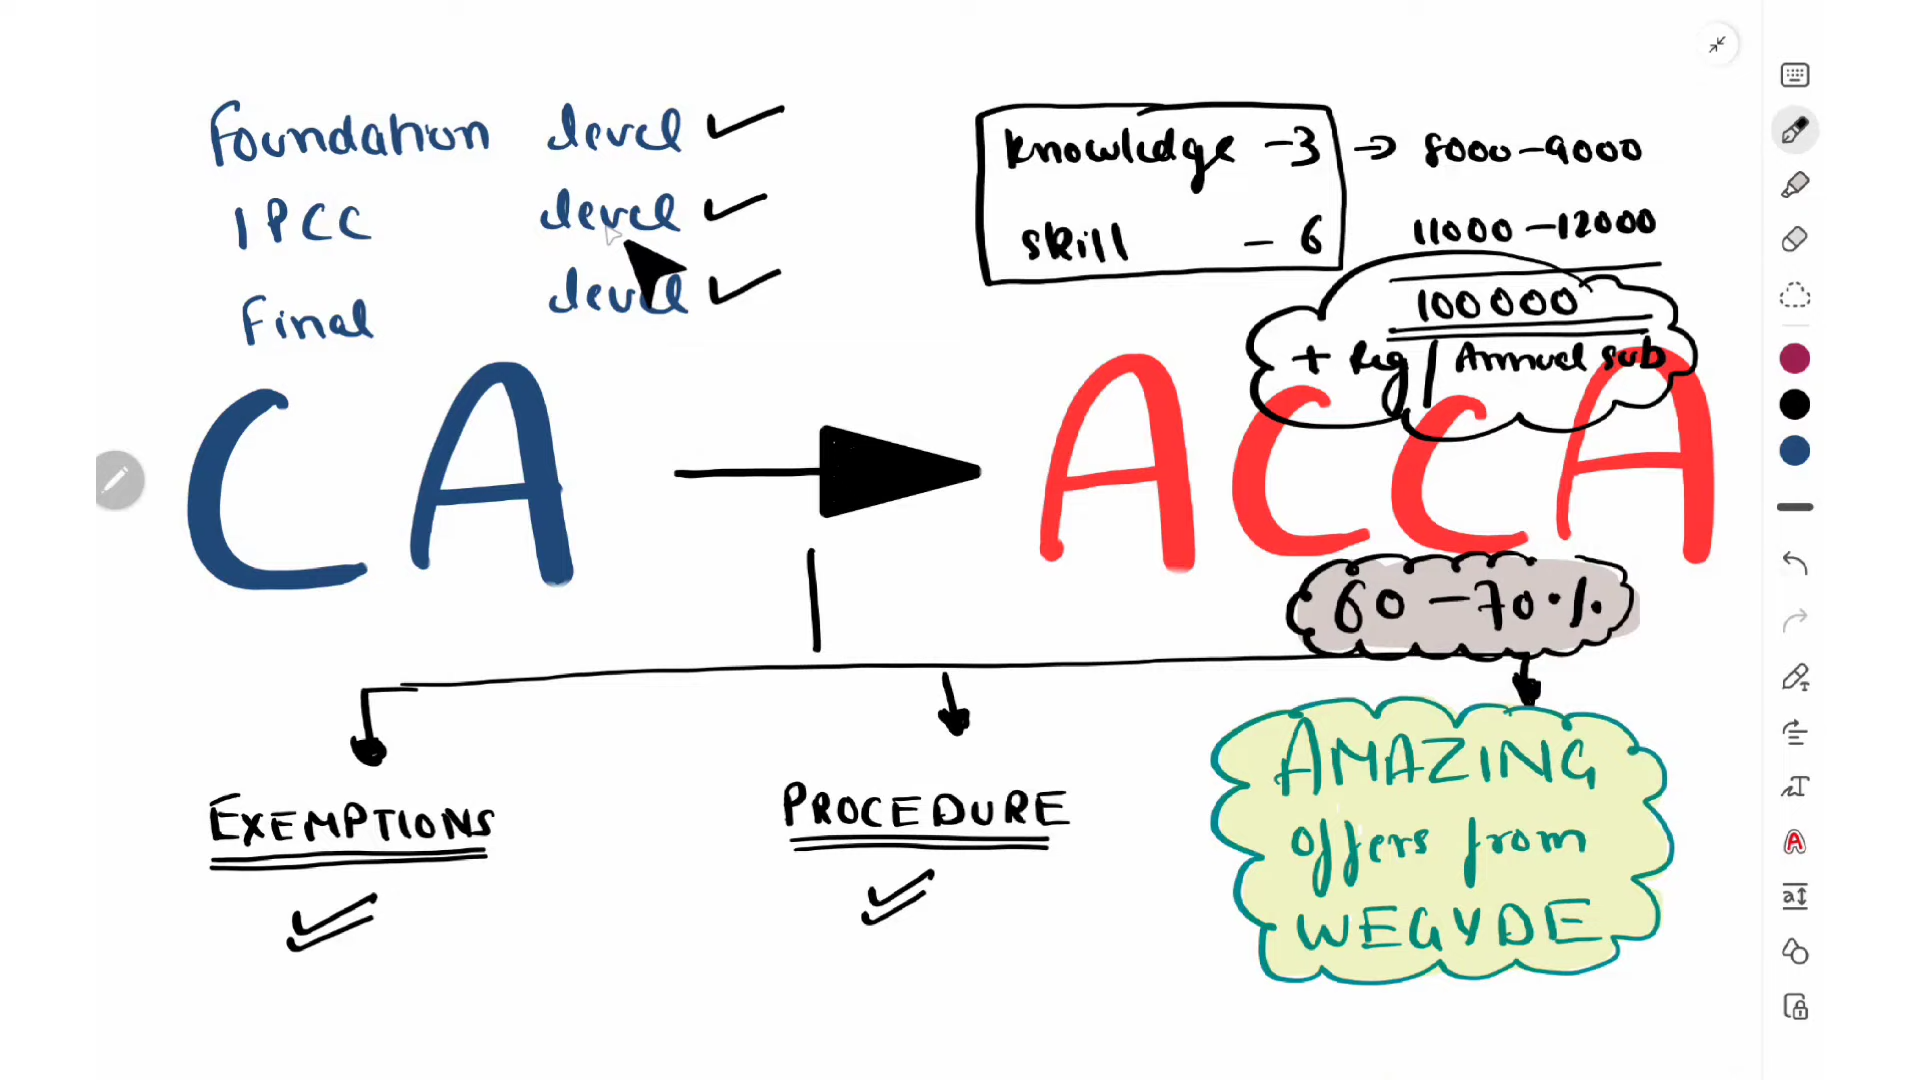 Foundation level ✓
IPCC level ✓
Final level ✓
Knowledge - 3 → 8000 - 9000
Skill - 6
11000 - 12000
100000
+ Reg / Annual sub
CA → ACCA
60 - 70 %
EXEMPTIONS
PROCEDURE
AMAZING
offers from
WEGYDE